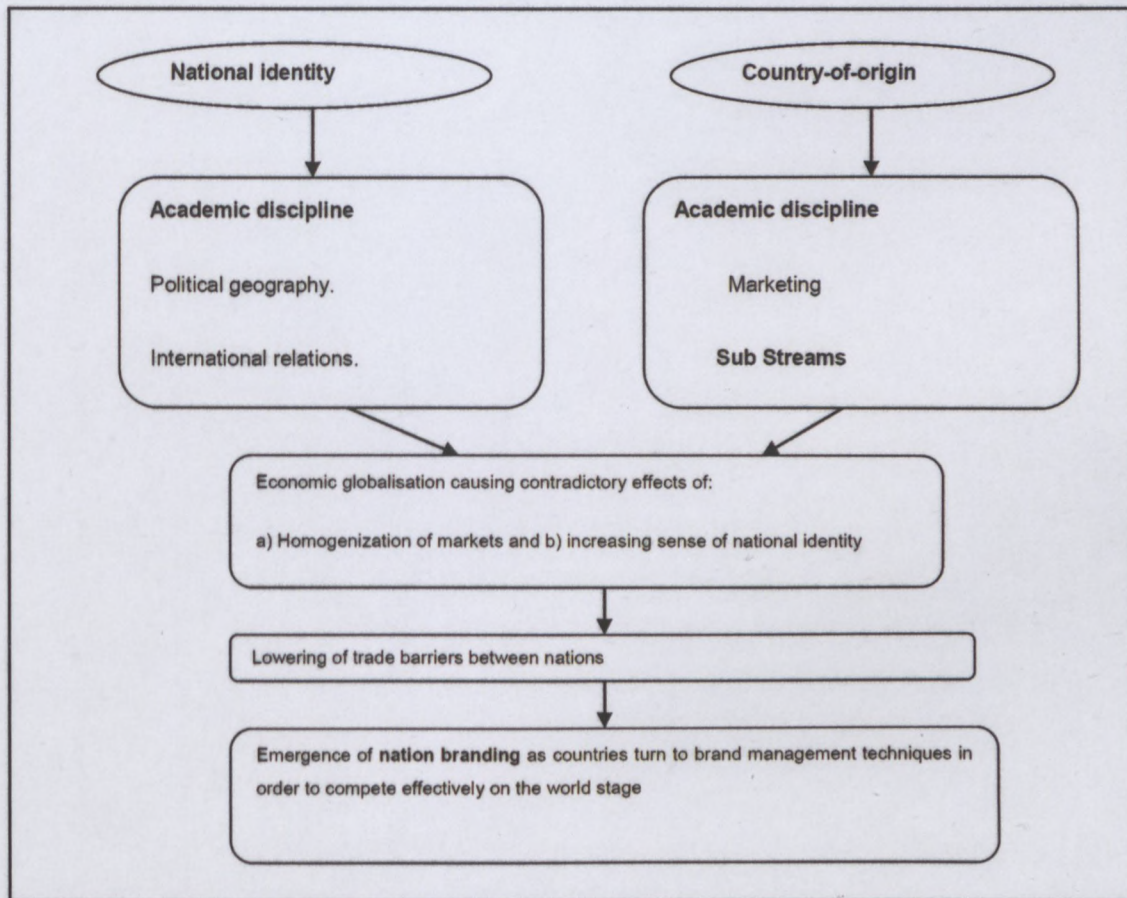 National identity
Country-of-origin
Academic discipline
Political geography.
International relations.
Academic discipline
Marketing
Sub Streams
Economic globalisation causing contradictory effects of:
a) Homogenization of markets and b) increasing sense of national identity
Lowering of trade barriers between nations
Emergence of nation branding as countries turn to brand management techniques in
order to compete effectively on the world stage